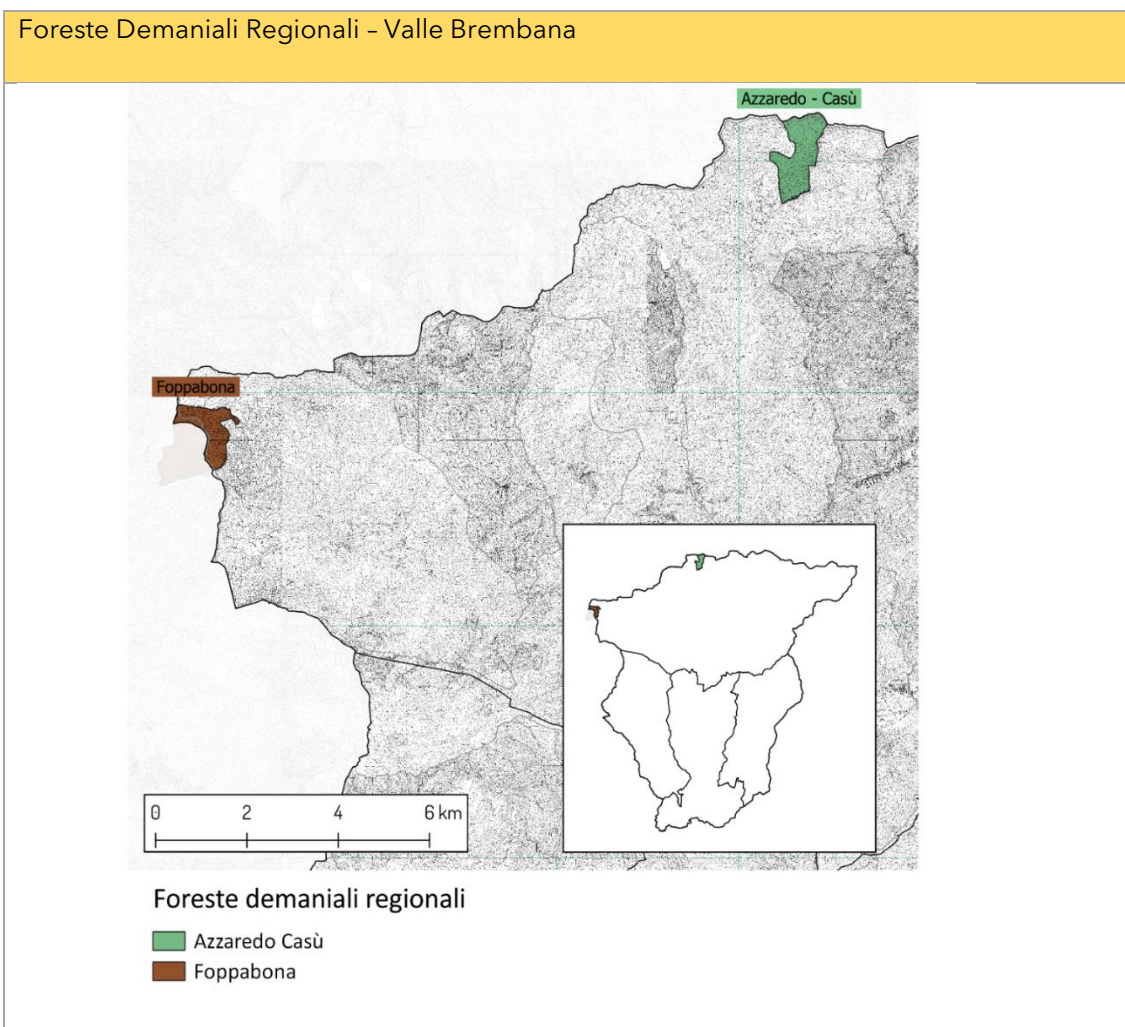 Foreste Demaniali Regionali – Valle Brembana
Azzaredo - Casù
Foppabona
0 2 4 6 km
Foreste demaniali regionali
Azzaredo Casù
Foppabona